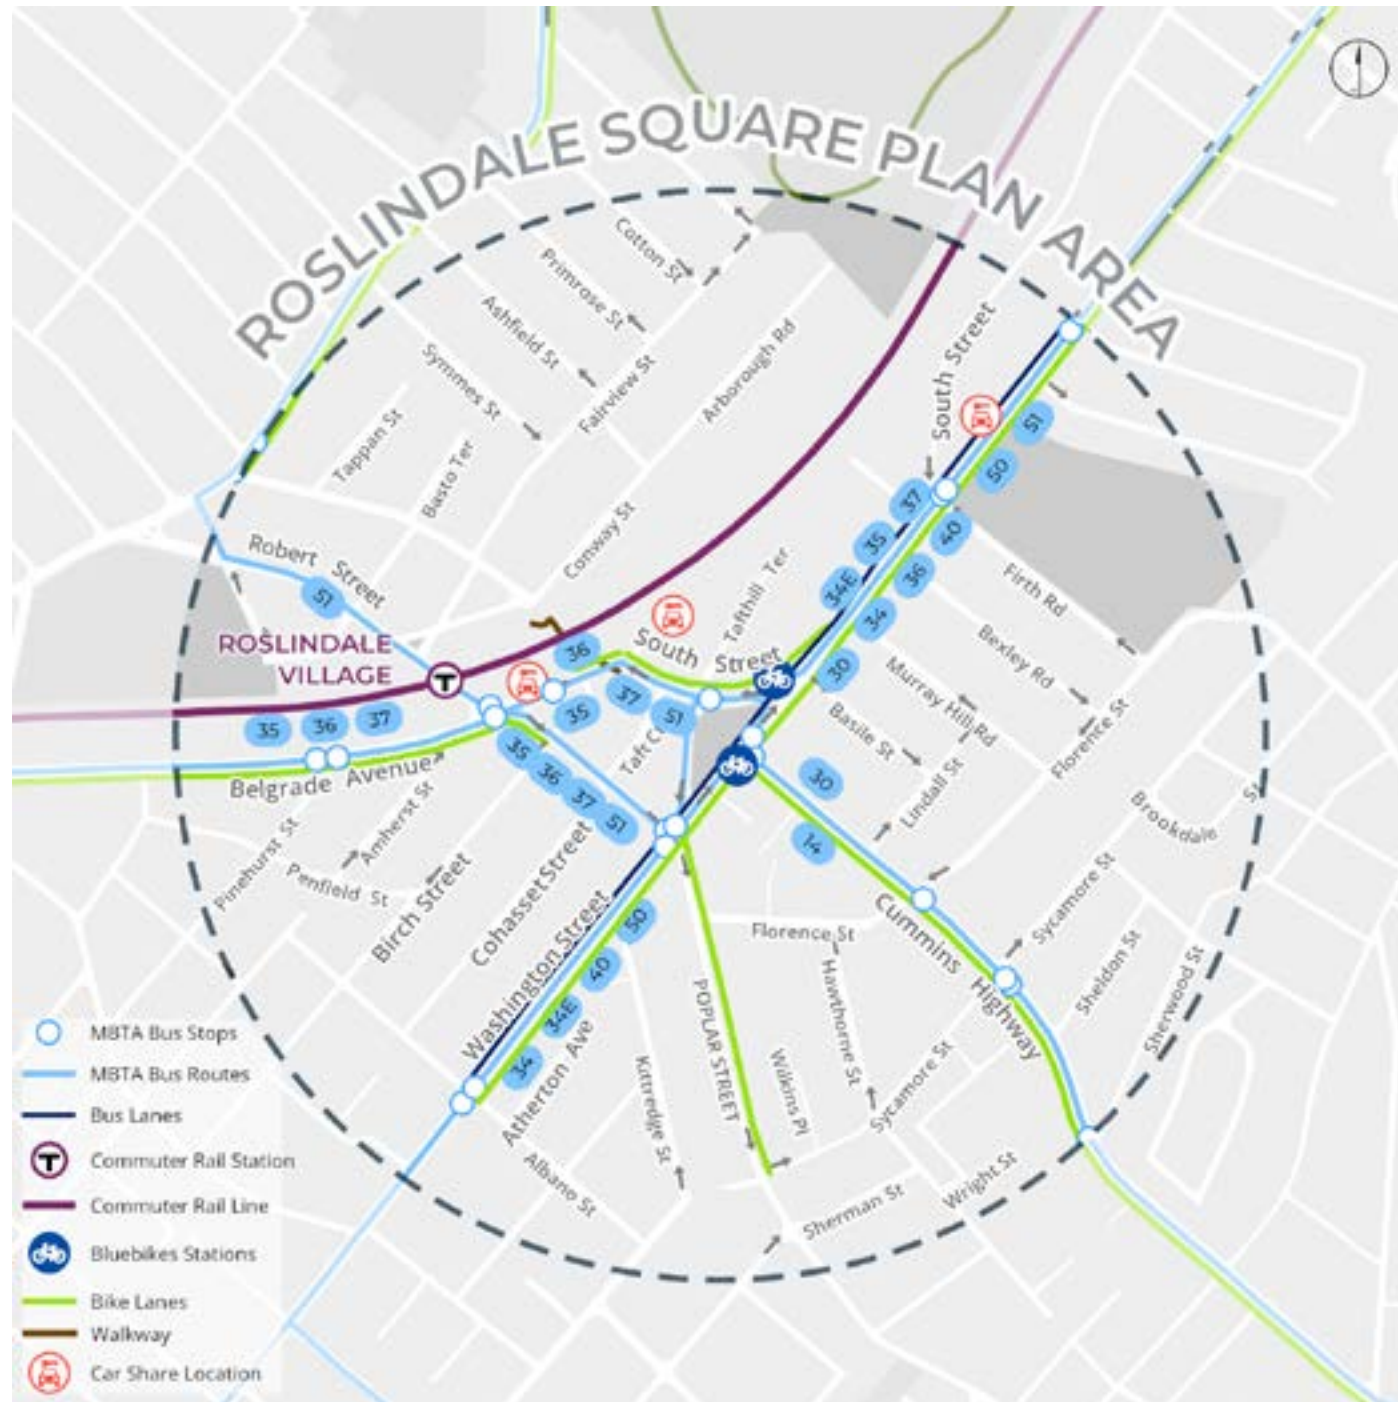 ROSLINDALE SQUARE PLAN AREA
Cotton St
Primrose St
Ashfield St
Symmes St
Fairview St
Arborough Rd
South Street
Tappan St
Basto Ter
51
50
Conway St
37
40
35
36
34E
34
30
Robert Street
51
Tafthill Ter
Firth Rd
Bexley Rd
Murray Hill Rd
Basile St
Florence St
Lindall St
Brookdale St
ROSLINDALE
VILLAGE
T
36
South Street
37
35
51
35
36
37
Belgrade Avenue
35
36
37
51
30
14
Pinehurst St
Amherst St
Penfield St
Birch Street
Cohasset Street
Washington Street
50
40
34E
34
Florence St
Cummins Highway
Sycamore St
Sheldon St
Sherwood St
Hawthorne St
POPLAR STREET
Wilkins Pl
Sycamore St
Kittredge St
Atherton Ave
Albano St
Sherman St
Wright St
MBTA Bus Stops
MBTA Bus Routes
Bus Lanes
T
Commuter Rail Station
Commuter Rail Line
Bluebikes Stations
Bike Lanes
Walkway
Car Share Location